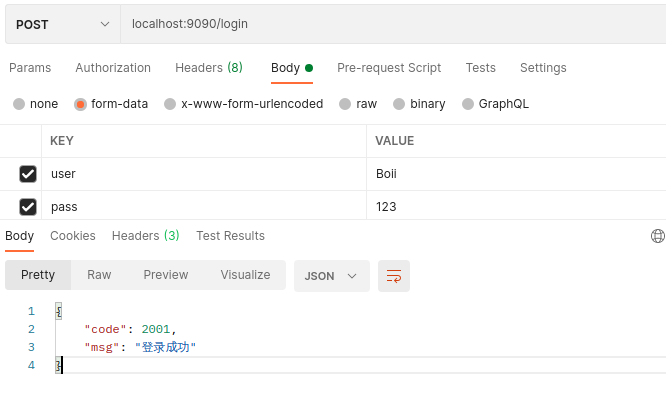 POST localhost:9090/login
Params Authorization Headers (8) Body Pre-request Script Tests Settings
none form-data x-www-form-urlencoded raw binary GraphQL
KEY VALUE
user Boii
pass 123
Body Cookies Headers (3) Test Results
Pretty Raw Preview Visualize JSON
1 {
2 "code": 2001,
3 "msg": "登录成功"
4 }